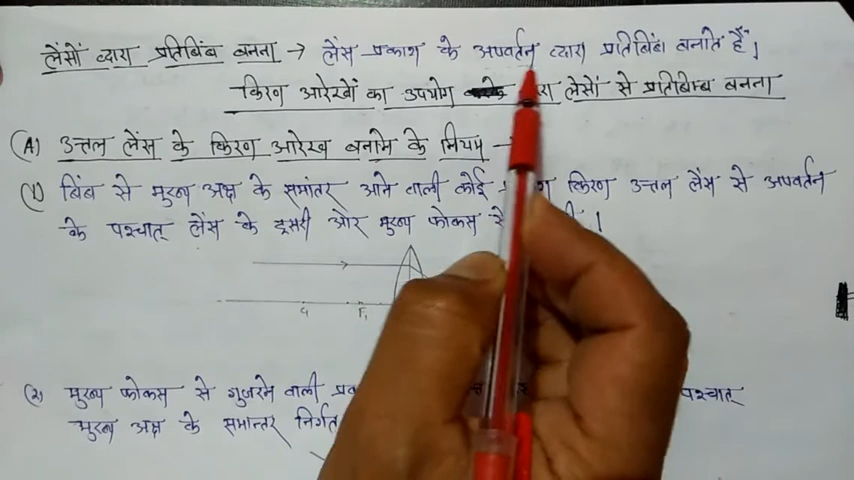 लेंसों व्दारा प्रतिबिंब बनना → लेंस प्रकाश के अपवर्तन व्दारा प्रतिबिंब बनाते हैं।
किरण आरेखों का उपयोग लेंसों से प्रतिबिम्ब बनना
(A) उत्तल लेंस के किरण आरेख बनाने के नियम –
(1) बिंब से मुख्य अक्ष के समांतर आने वाली कोई किरण उत्तल लेंस से अपवर्तन
के पश्चात् लेंस के दूसरी ओर मुख्य फोकस
C₁ F₁
(2) मुख्य फोकस से गुजरने वाली पश्चात्
मुख्य अक्ष के समान्तर निर्गत